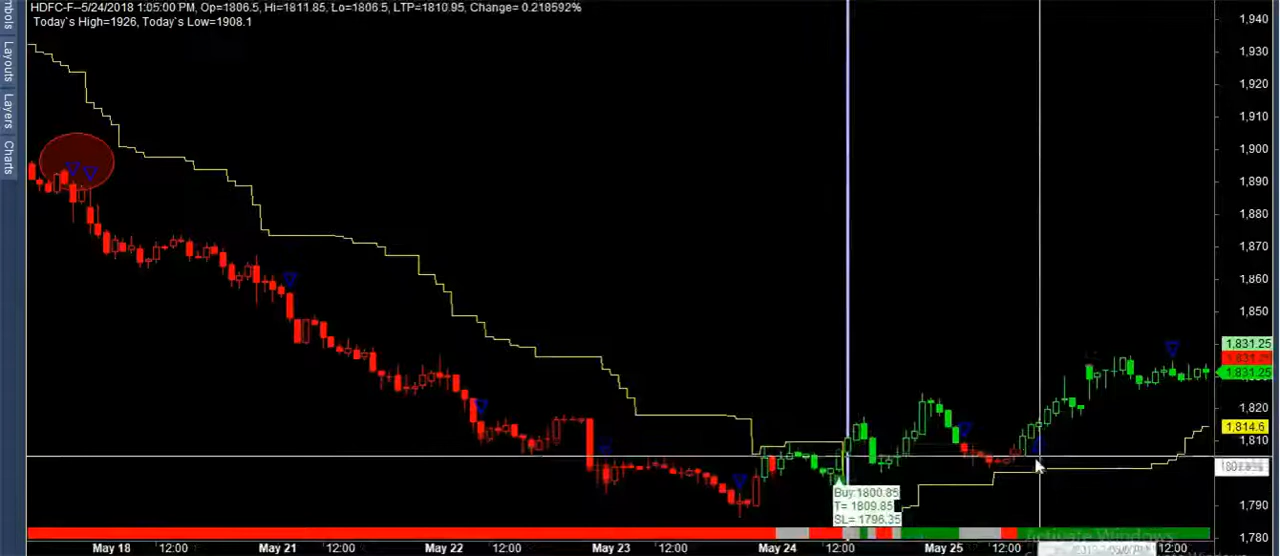 HDFC-F--5/24/2018 1:05:00 PM, Op=1806.5, Hi=1811.85, Lo=1806.5, LTP=1810.95, Change= 0.218592%
Today`s High=1926, Today`s Low=1908.1
Layouts
Layers
Charts
1,940
1,930
1,920
1,910
1,900
1,890
1,880
1,870
1,860
1,850
1,831.25
1,831.25
1,831.25
1,820
1,814.6
1,810
1,790
1,780
Buy:1800.85
T= 1809.85
SL= 1796.35
May 18 12:00 May 21 12:00 May 22 12:00 May 23 12:00 May 24 12:00 May 25 12:00 12:00
Activate Windows